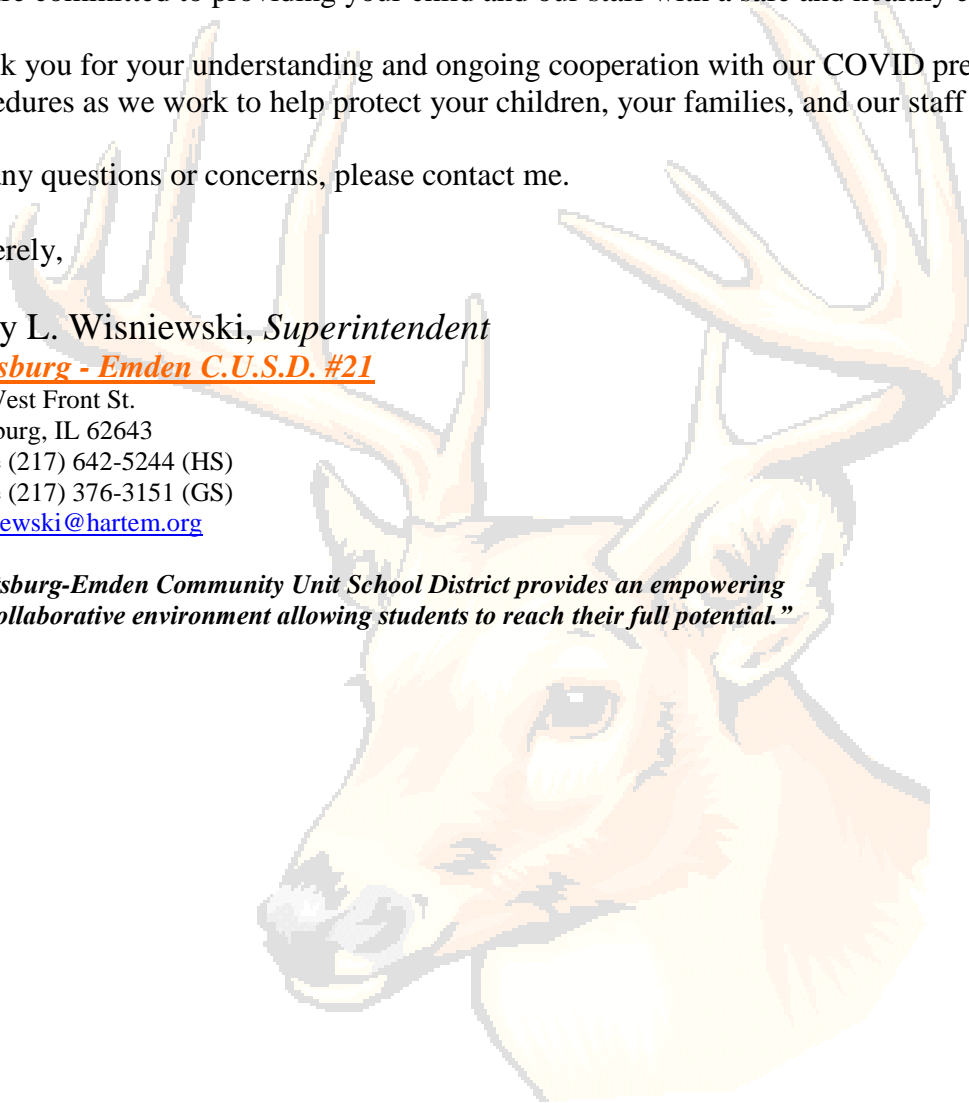 re committed to providing your child and our staff with a safe and healthy e
k you for your understanding and ongoing cooperation with our COVID pre
edures as we work to help protect your children, your families, and our staff
any questions or concerns, please contact me.
erely,
y L. Wisniewski, Superintendent
sburg - Emden C.U.S.D. #21
West Front St.
burg, IL 62643
(217) 642-5244 (HS)
(217) 376-3151 (GS)
ewski@hartem.org
sburg-Emden Community Unit School District provides an empowering
ollaborative environment allowing students to reach their full potential.”